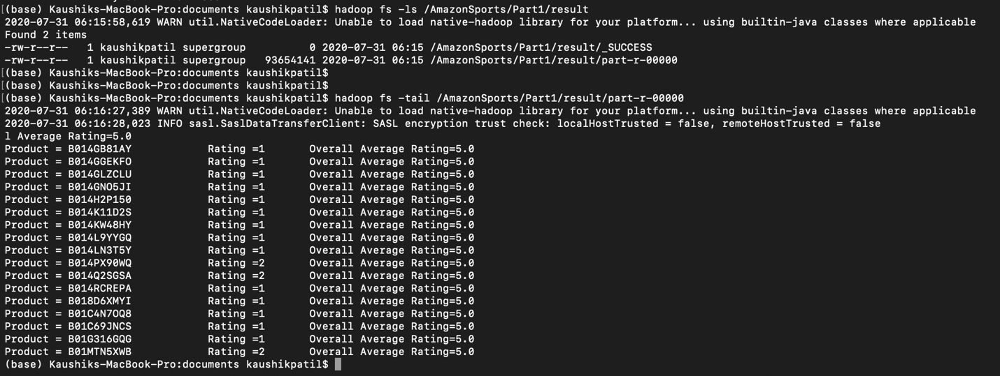 [(base) Kaushiks-MacBook-Pro:documents kaushikpatil$ hadoop fs -ls /AmazonSports/Part1/result
2020-07-31 06:15:58,619 WARN util.NativeCodeLoader: Unable to load native-hadoop library for your platform... using builtin-java classes where applicable
Found 2 items
-rw-r--r--   1 kaushikpatil supergroup          0 2020-07-31 06:15 /AmazonSports/Part1/result/_SUCCESS
-rw-r--r--   1 kaushikpatil supergroup   93654141 2020-07-31 06:15 /AmazonSports/Part1/result/part-r-00000
[(base) Kaushiks-MacBook-Pro:documents kaushikpatil$
[(base) Kaushiks-MacBook-Pro:documents kaushikpatil$
[(base) Kaushiks-MacBook-Pro:documents kaushikpatil$ hadoop fs -tail /AmazonSports/Part1/result/part-r-00000
2020-07-31 06:16:27,389 WARN util.NativeCodeLoader: Unable to load native-hadoop library for your platform... using builtin-java classes where applicable
2020-07-31 06:16:28,023 INFO sasl.SaslDataTransferClient: SASL encryption trust check: localHostTrusted = false, remoteHostTrusted = false
l Average Rating=5.0
Product = B014GB81AY            Rating =1       Overall Average Rating=5.0
Product = B014GGEKFO            Rating =1       Overall Average Rating=5.0
Product = B014GLZCLU            Rating =1       Overall Average Rating=5.0
Product = B014GNO5JI            Rating =1       Overall Average Rating=5.0
Product = B014H2P150            Rating =1       Overall Average Rating=5.0
Product = B014K11D2S            Rating =1       Overall Average Rating=5.0
Product = B014KW48HY            Rating =1       Overall Average Rating=5.0
Product = B014L9YYGQ            Rating =1       Overall Average Rating=5.0
Product = B014LN3T5Y            Rating =1       Overall Average Rating=5.0
Product = B014PX90WQ            Rating =2       Overall Average Rating=5.0
Product = B014Q2SGSA            Rating =2       Overall Average Rating=5.0
Product = B014RCREPA            Rating =1       Overall Average Rating=5.0
Product = B018D6XMYI            Rating =1       Overall Average Rating=5.0
Product = B01C4N7OQ8            Rating =1       Overall Average Rating=5.0
Product = B01C69JNCS            Rating =1       Overall Average Rating=5.0
Product = B01G316GQG            Rating =1       Overall Average Rating=5.0
Product = B01MTN5XWB            Rating =2       Overall Average Rating=5.0
(base) Kaushiks-MacBook-Pro:documents kaushikpatil$